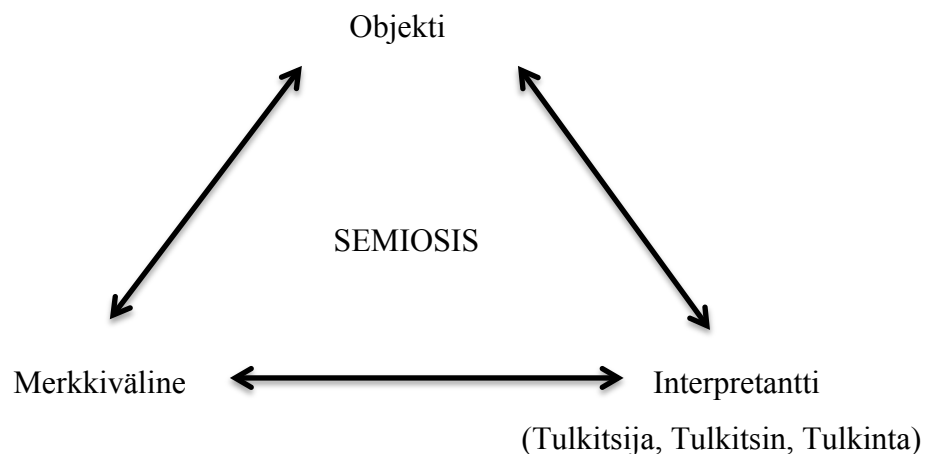 Objekti
SEMIOSIS
Merkkiväline
Interpretantti
(Tulkitsija, Tulkitsin, Tulkinta)